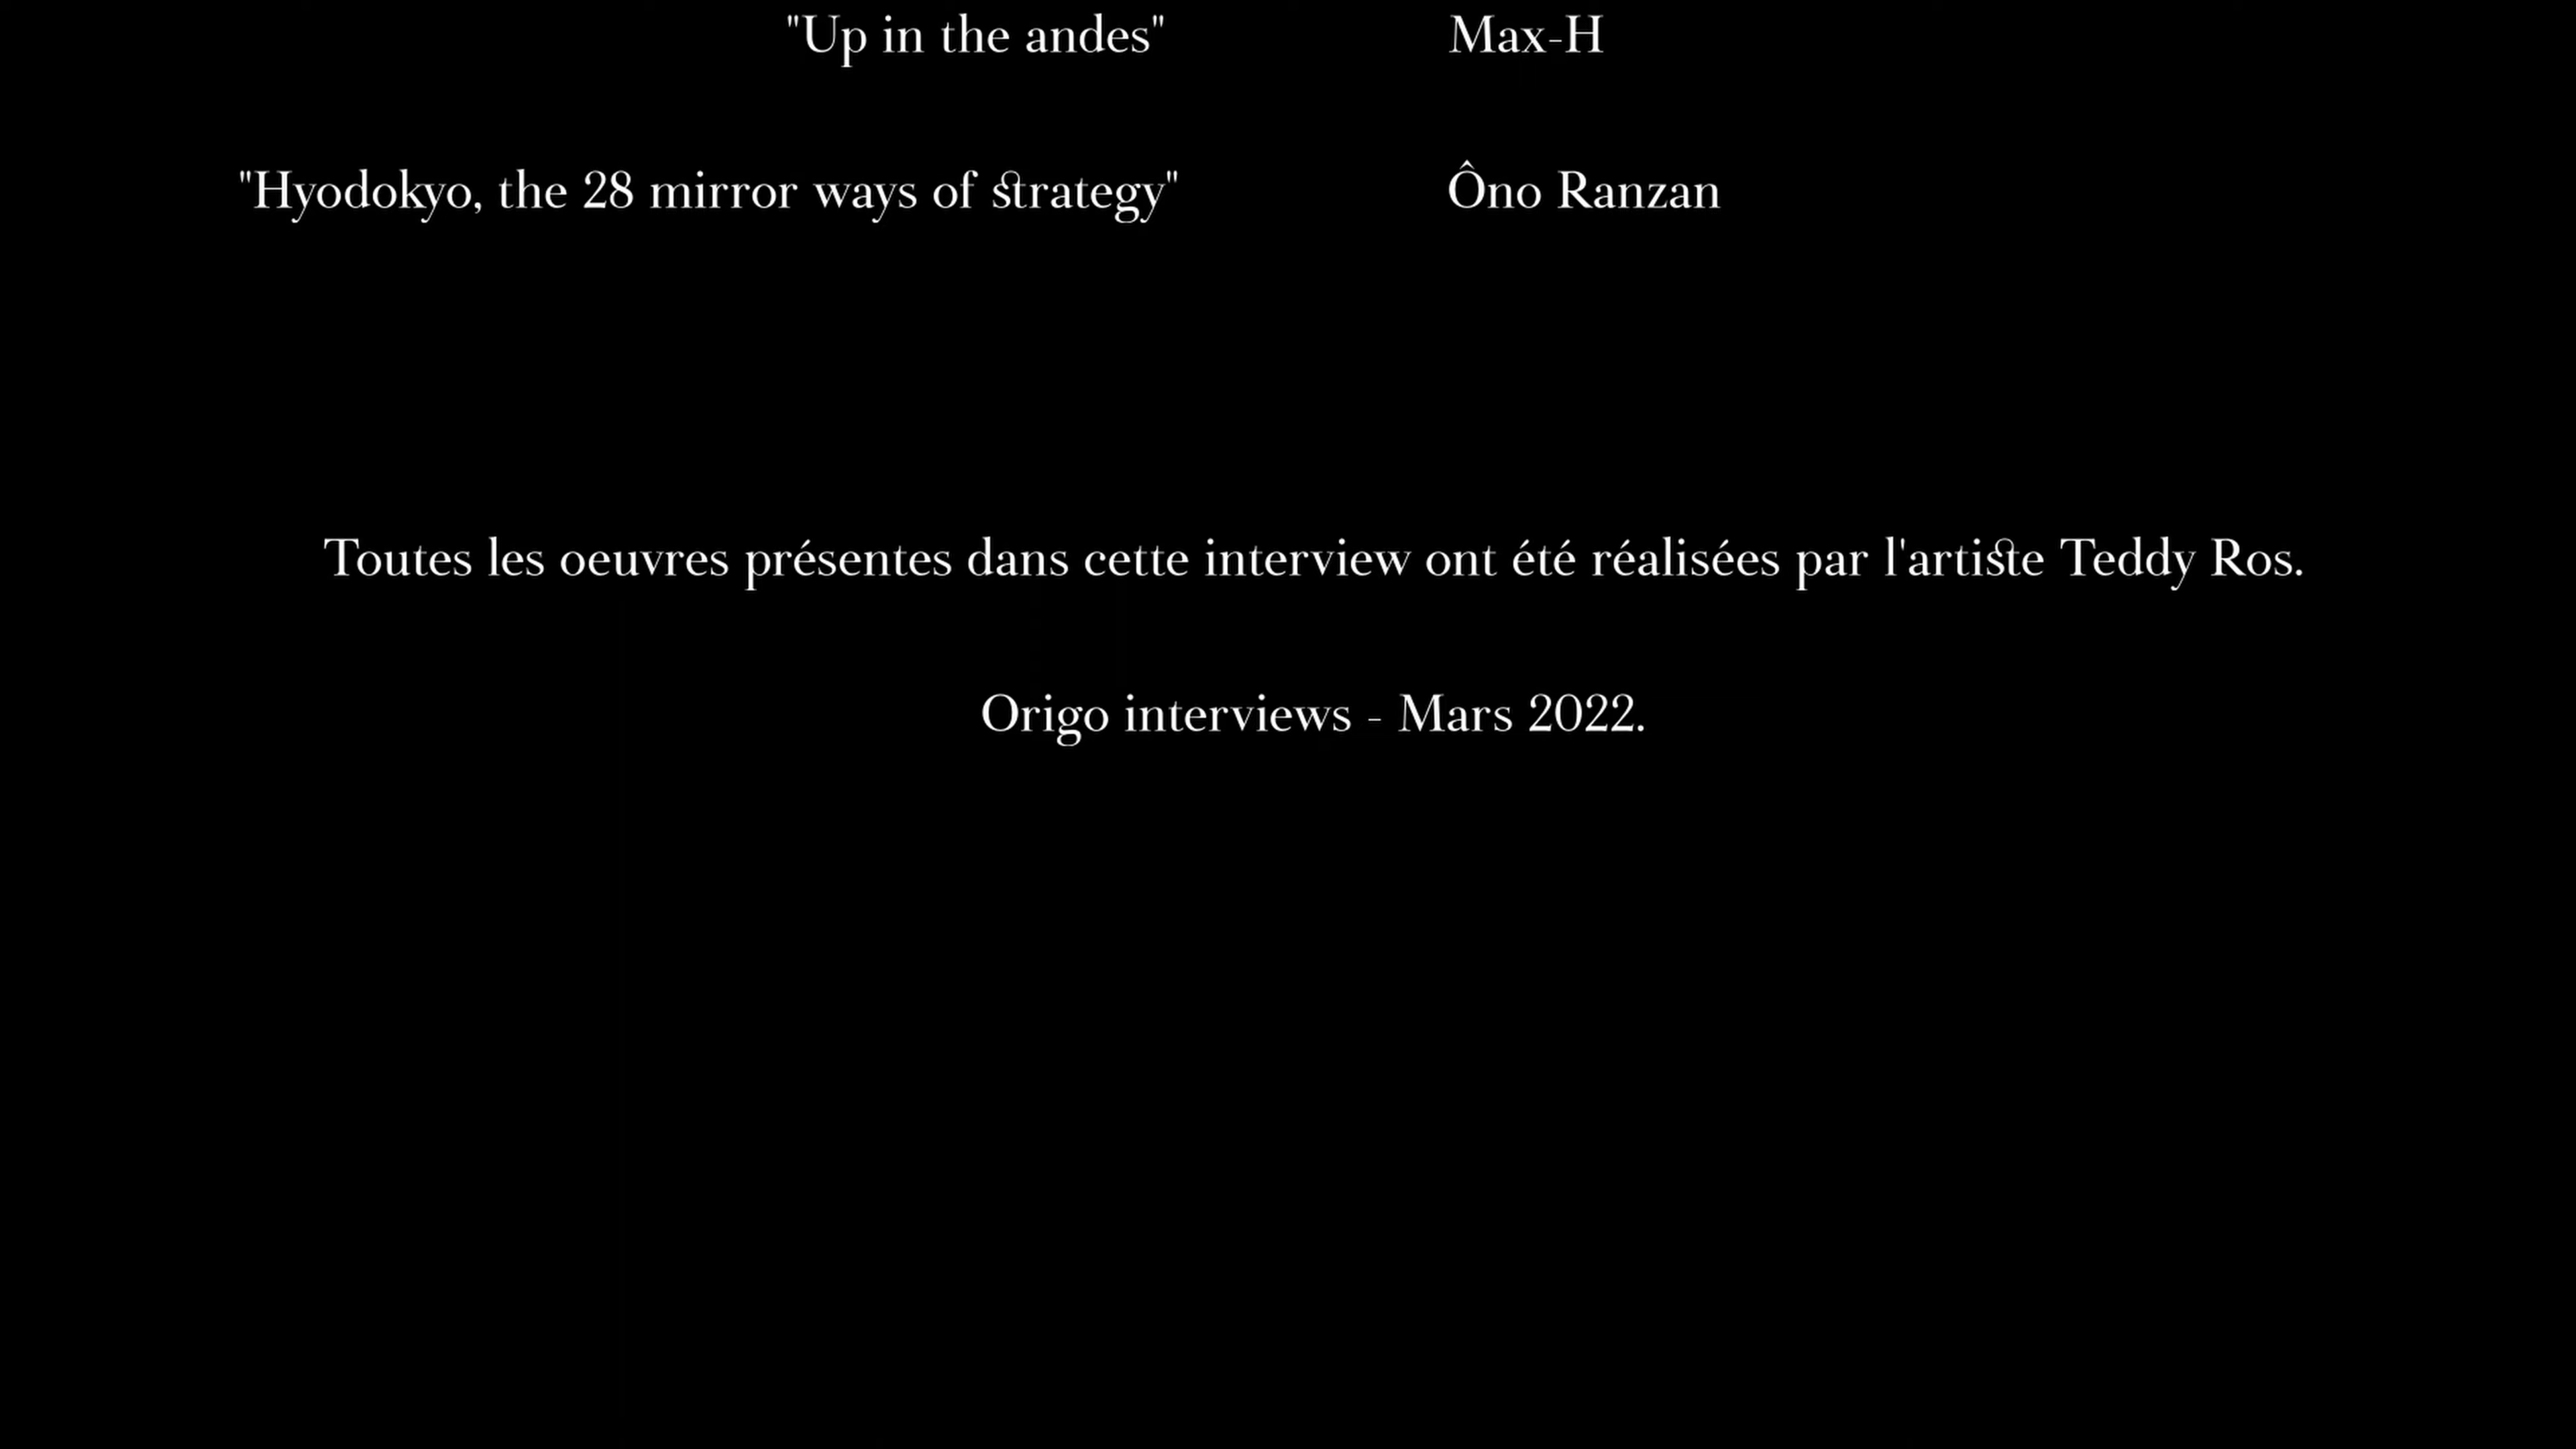 "Up in the andes" Max-H
"Hyodokyo, the 28 mirror ways of strategy" Ôno Ranzan
Toutes les oeuvres présentes dans cette interview ont été réalisées par l'artiste Teddy Ros.
Origo interviews - Mars 2022.